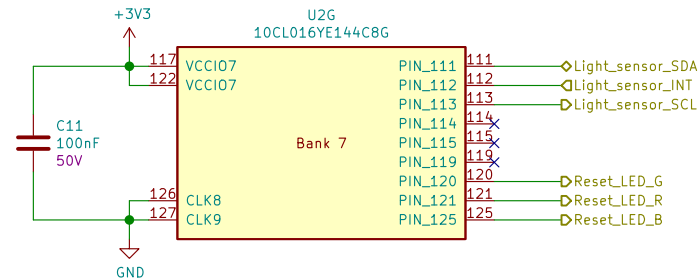 +3V3
U2G
10CL016YE144C8G
117 VCCIO7 PIN_111 111 Light_sensor_SDA
122 VCCIO7 PIN_112 112 Light_sensor_INT
PIN_113 113 Light_sensor_SCL
PIN_114 114
C11
100nF
50V
Bank 7
PIN_115 115
PIN_119 119
PIN_120 120 Reset_LED_G
126 CLK8 PIN_121 121 Reset_LED_R
127 CLK9 PIN_125 125 Reset_LED_B
GND